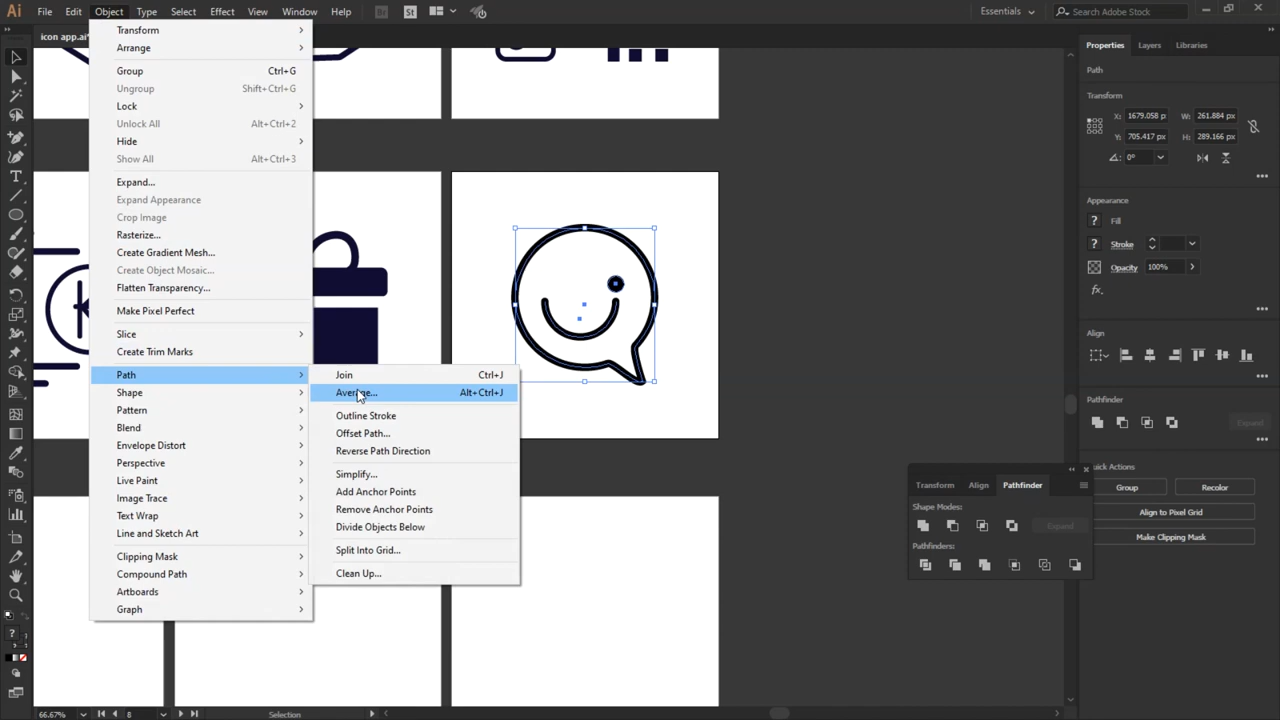 Ai File Edit Object Type Select Effect View Window Help Br St Essentials Search Adobe Stock
icon app.ai*
Transform
Arrange
Group Ctrl+G
Ungroup Shift+Ctrl+G
Lock
Unlock All Alt+Ctrl+2
Hide
Show All Alt+Ctrl+3
Expand...
Expand Appearance
Crop Image
Rasterize...
Create Gradient Mesh...
Create Object Mosaic...
Flatten Transparency...
Make Pixel Perfect
Slice
Create Trim Marks
Path
Shape
Pattern
Blend
Envelope Distort
Perspective
Live Paint
Image Trace
Text Wrap
Line and Sketch Art
Clipping Mask
Compound Path
Artboards
Graph
Join Ctrl+J
Average... Alt+Ctrl+J
Outline Stroke
Offset Path...
Reverse Path Direction
Simplify...
Add Anchor Points
Remove Anchor Points
Divide Objects Below
Split Into Grid...
Clean Up...
Properties Layers Libraries
Path
Transform
X: 1679.058 p W: 261.884 px
Y: 705.417 px H: 289.166 px
0°
Appearance
? Fill
? Stroke
Opacity 100%
fx.
Align
Pathfinder
Expand
Quick Actions
Group Recolor
Align to Pixel Grid
Make Clipping Mask
Transform Align Pathfinder
Shape Modes:
Expand
Pathfinders:
?
66.67% 8 Selection